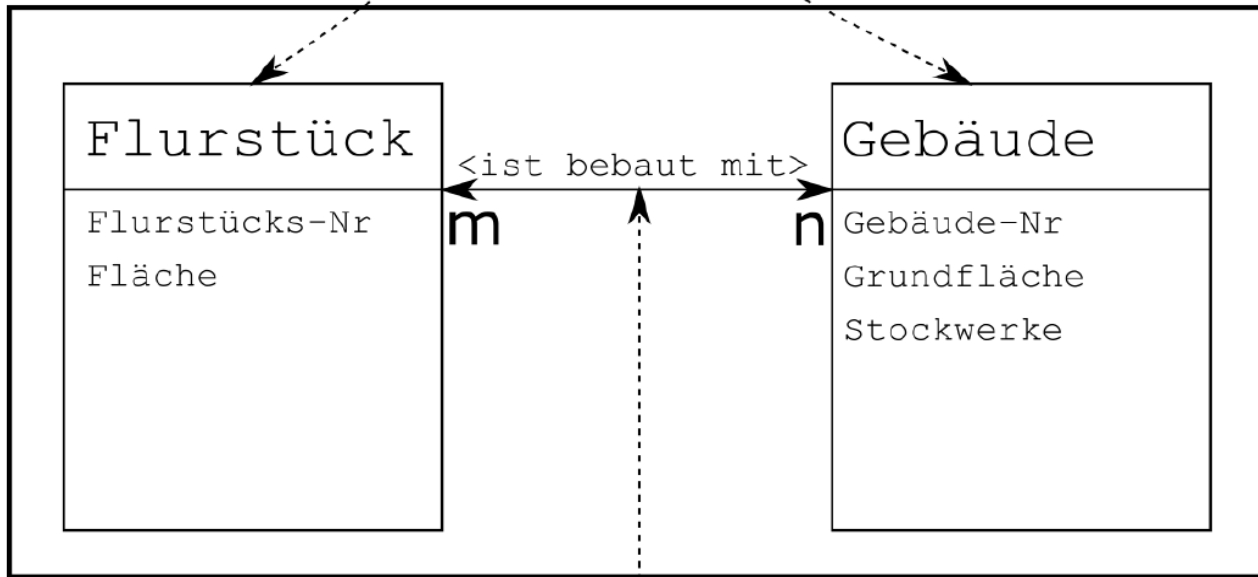 Flurstück
Flurstücks-Nr
Fläche
<ist bebaut mit>
m
n
Gebäude
Gebäude-Nr
Grundfläche
Stockwerke